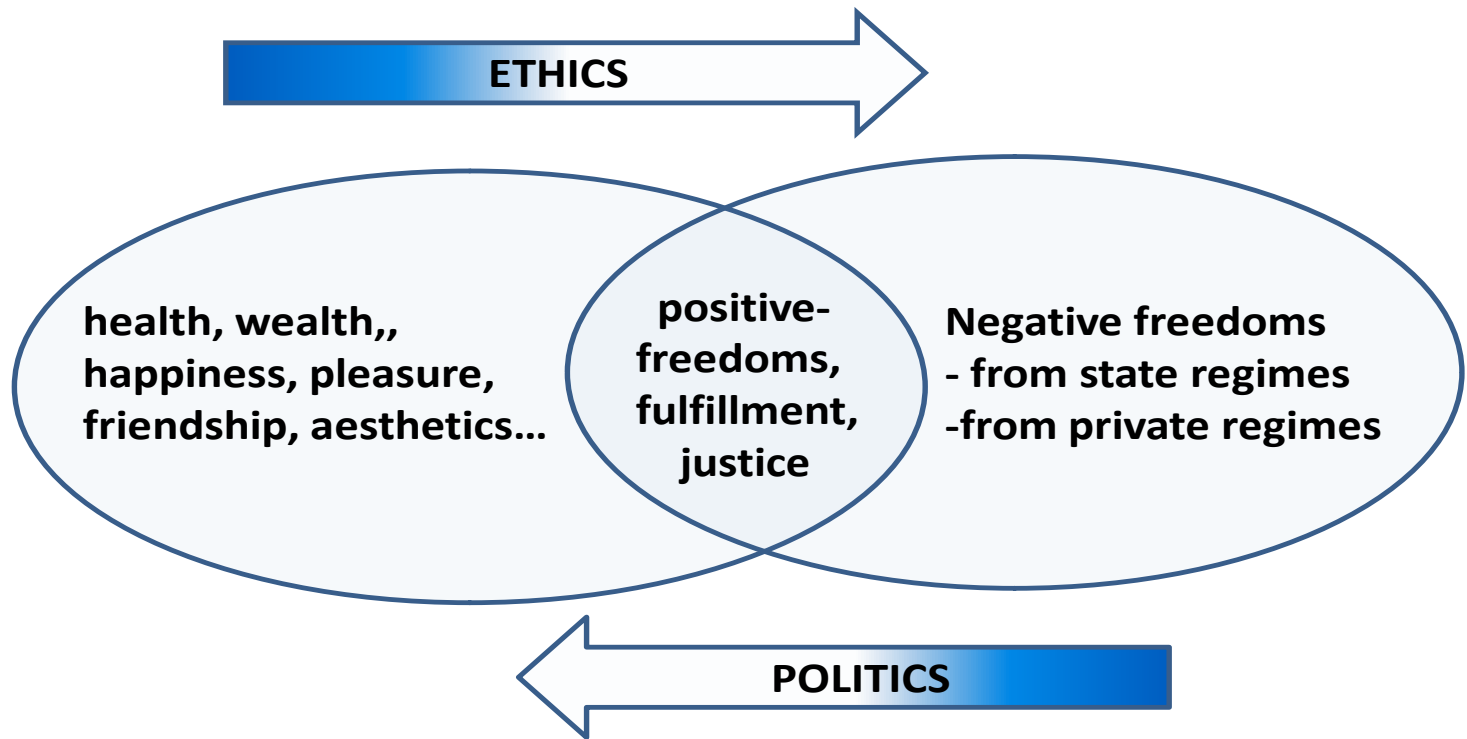 ETHICS
health, wealth,,
happiness, pleasure,
friendship, aesthetics...
positive-
freedoms,
fulfillment,
justice
Negative freedoms
- from state regimes
-from private regimes
POLITICS